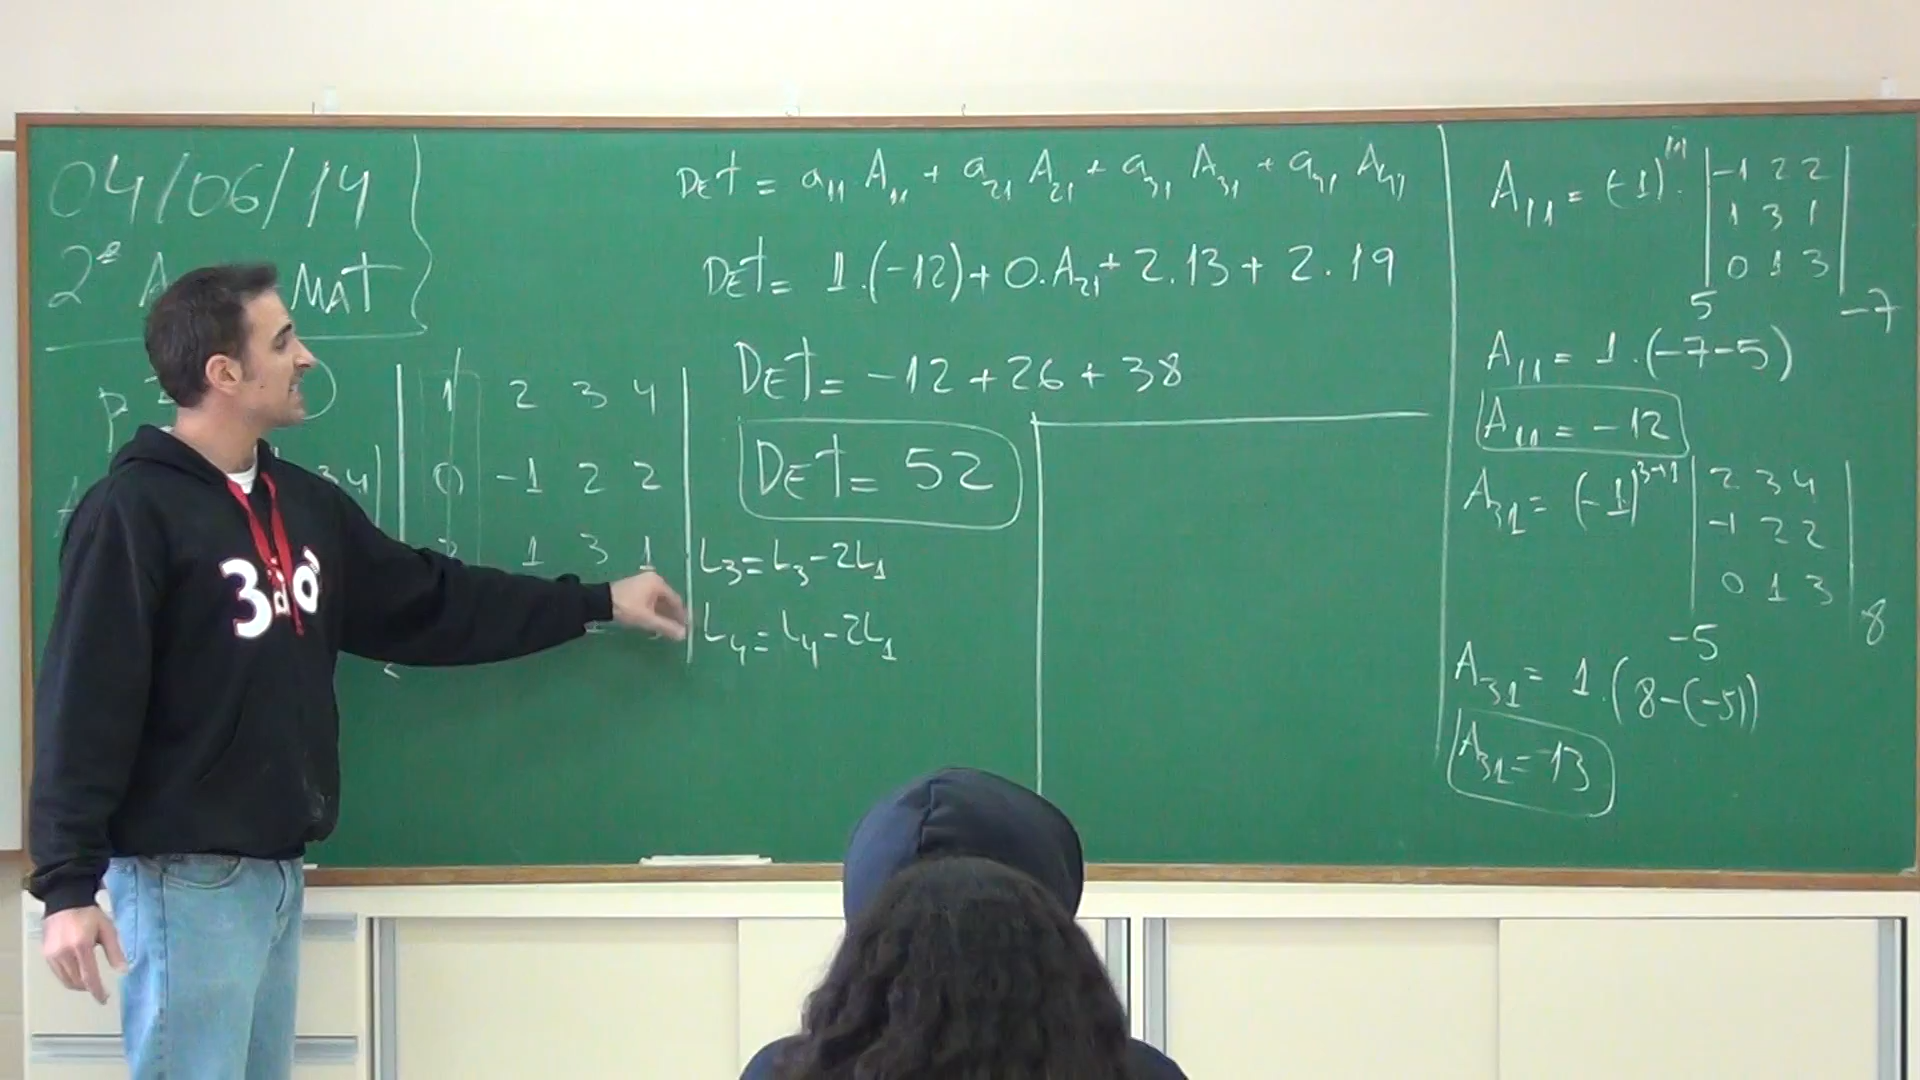 04/06/14
2ª A MAT
1 2 3 4
0 -1 2 2
1 3 1
3 4
Det = a11 A11 + a21 A21 + a31 A31 + a41 A41
Det = 1.(-12) + 0.A21 + 2.13 + 2.19
Det = -12 + 26 + 38
Det = 52
L3 = L3 - 2L1
L4 = L4 - 2L1
A11 = (-1)¹⁺¹. | -1 2 2 |
1 3 1
0 1 3
5 -7
A11 = 1.(-7-5)
A11 = -12
A31 = (-1)³⁺¹ | 2 3 4 |
-1 2 2
0 1 3
-5 8
A31 = 1.(8-(-5))
A31 = 13
3